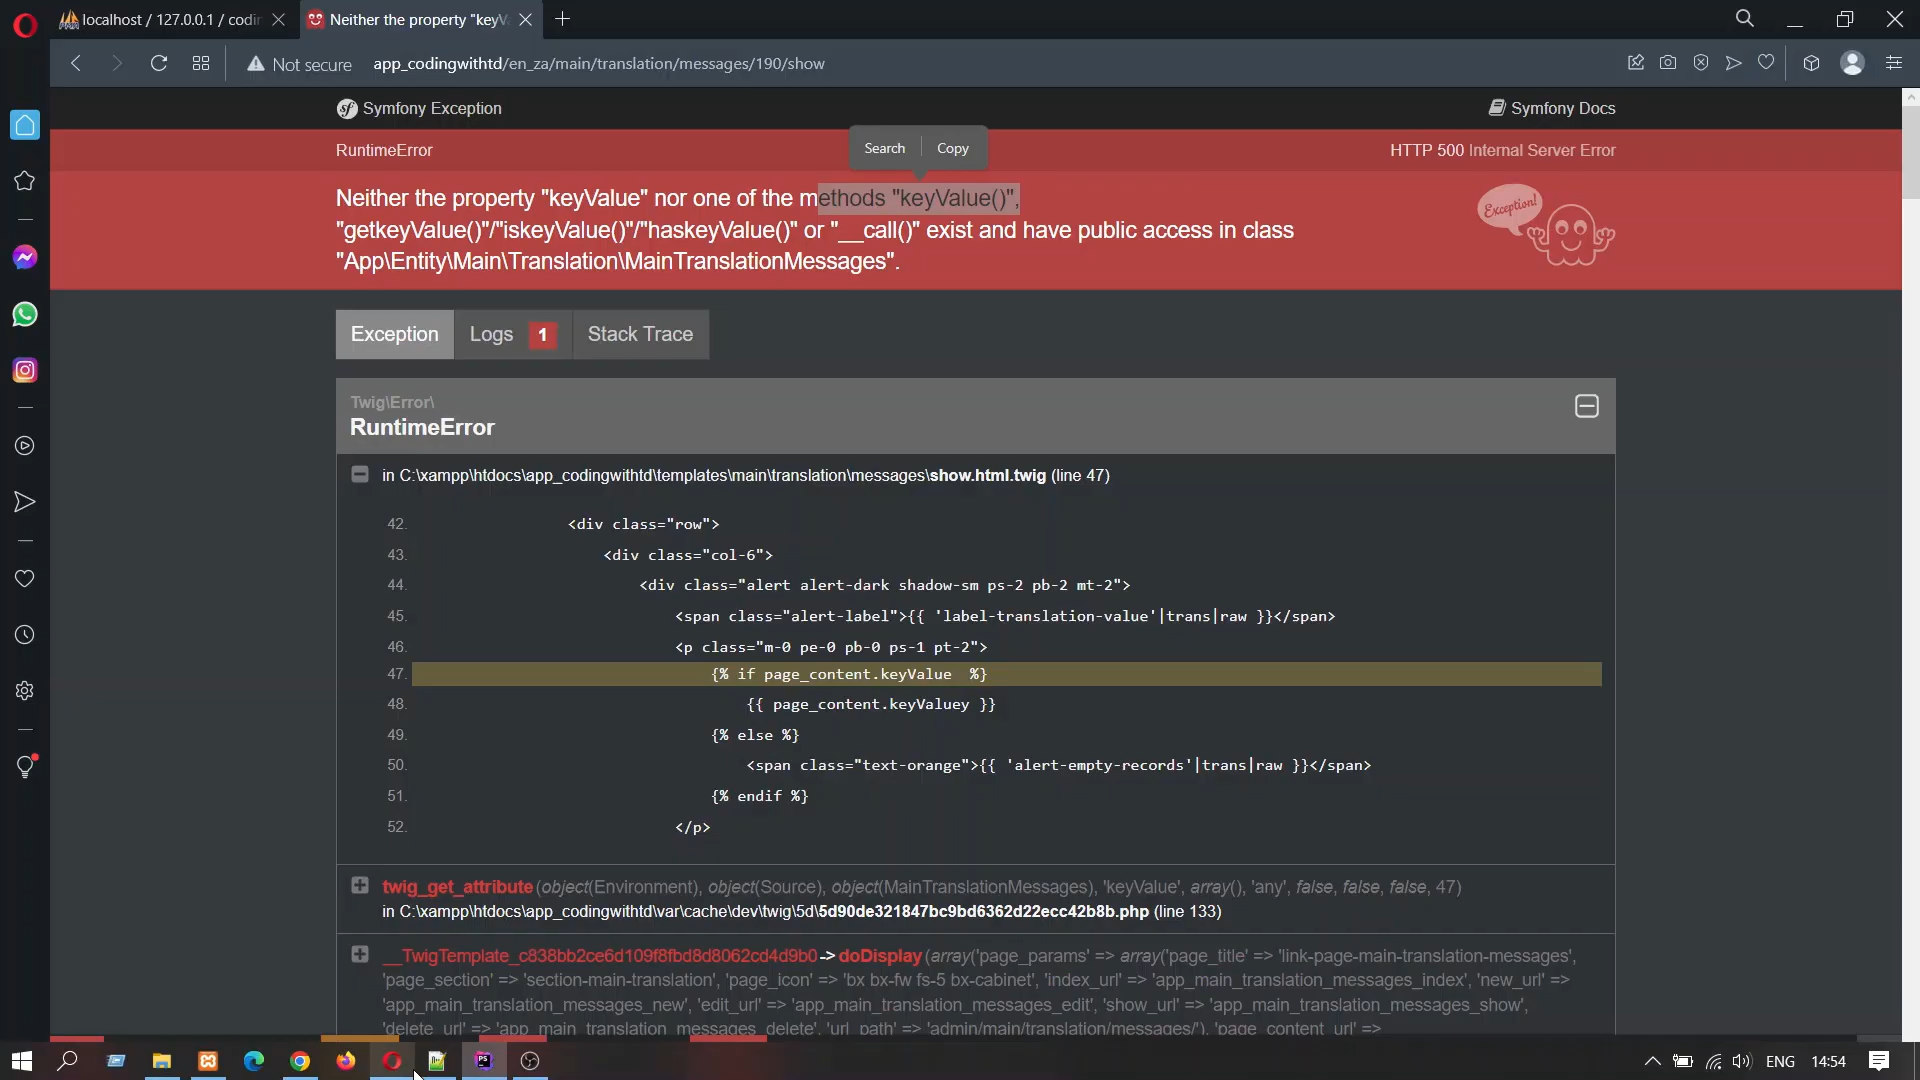 localhost / 127.0.0.1 / codin
Neither the property "keyV
Not secure
app_codingwithtd/en_za/main/translation/messages/190/show
Symfony Exception
Symfony Docs
RuntimeError
Search
Copy
HTTP 500 Internal Server Error
Neither the property "keyValue" nor one of the methods "keyValue()",
"getkeyValue()"/"iskeyValue()"/"haskeyValue()" or "__call()" exist and have public access in class
"App\Entity\Main\Translation\MainTranslationMessages".
Exception!
Exception
Logs 1
Stack Trace
Twig\Error\
RuntimeError
in C:\xampp\htdocs\app_codingwithtd\templates\main\translation\messages\show.html.twig (line 47)
42. <div class="row">
43. <div class="col-6">
44. <div class="alert alert-dark shadow-sm ps-2 pb-2 mt-2">
45. <span class="alert-label">{{ 'label-translation-value'|trans|raw }}</span>
46. <p class="m-0 pe-0 pb-0 ps-1 pt-2">
47. {% if page_content.keyValue  %}
48. {{ page_content.keyValuey }}
49. {% else %}
50. <span class="text-orange">{{ 'alert-empty-records'|trans|raw }}</span>
51. {% endif %}
52. </p>
twig_get_attribute(object(Environment), object(Source), object(MainTranslationMessages), 'keyValue', array(), 'any', false, false, false, 47)
in C:\xampp\htdocs\app_codingwithtd\var\cache\dev\twig\5d\5d90de321847bc9bd6362d22ecc42b8b.php (line 133)
__TwigTemplate_c838bb2ce6d109f8fbd8d8062cd4d9b0->doDisplay(array('page_params' => array('page_title' => 'link-page-main-translation-messages',
'page_section' => 'section-main-translation', 'page_icon' => 'bx bx-fw fs-5 bx-cabinet', 'index_url' => 'app_main_translation_messages_index', 'new_url' =>
'app_main_translation_messages_new', 'edit_url' => 'app_main_translation_messages_edit', 'show_url' => 'app_main_translation_messages_show',
'delete_url' => 'app_main_translation_messages_delete', 'url_path' => 'admin/main/translation/messages/'), 'page_content_url' =>
ENG
14:54